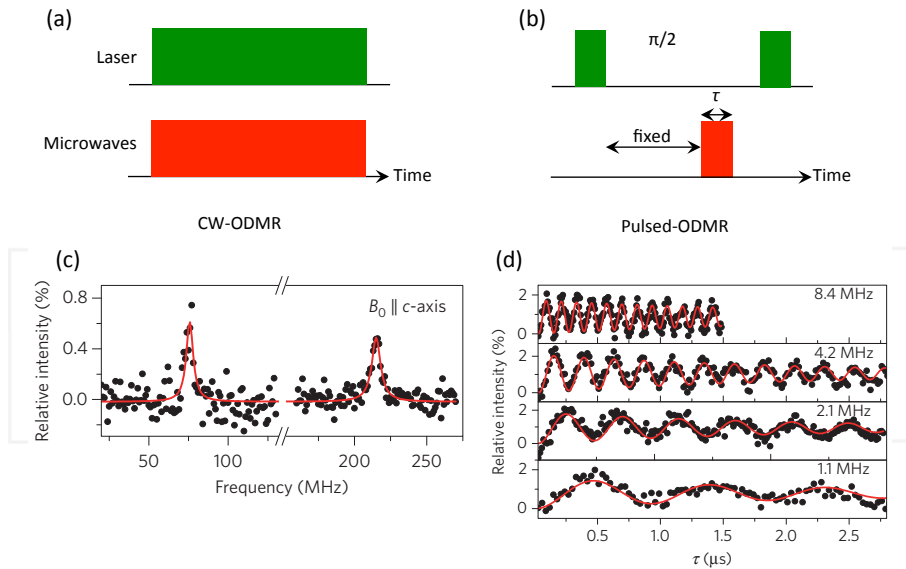 (a)
Laser
Microwaves
Time
CW-ODMR
(b)
π/2
τ
fixed
Time
Pulsed-ODMR
(c)
Relative intensity (%)
0.8
0.4
0.0
B0 ∥ c-axis
50 100 200 250
Frequency (MHz)
(d)
Relative intensity (%)
2
0
8.4 MHz
2
0
4.2 MHz
2
0
2.1 MHz
2
0
1.1 MHz
0.5 1.0 1.5 2.0 2.5
τ (μs)